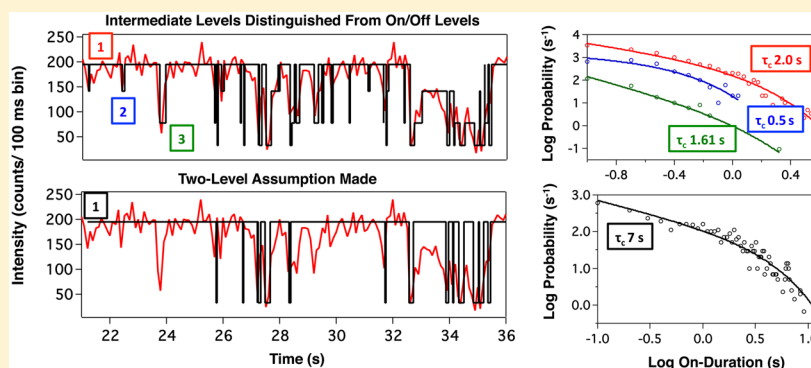 Intermediate Levels Distinguished From On/Off Levels
250
200
150
100
50
1
2
3
Two-Level Assumption Made
250
200
150
100
50
1
22 24 26 28 30 32 34 36
Time (s)
Intensity (counts/ 100 ms bin)
4
3
2
1
0
-1
τc 2.0 s
τc 0.5 s
τc 1.61 s
-0.8 -0.4 0.0 0.4
Log Probability (s⁻¹)
3.0
2.0
1.0
0.0
τc 7 s
-1.0 -0.5 0.0 0.5 1.0
Log Probability (s⁻¹)
Log On-Duration (s)